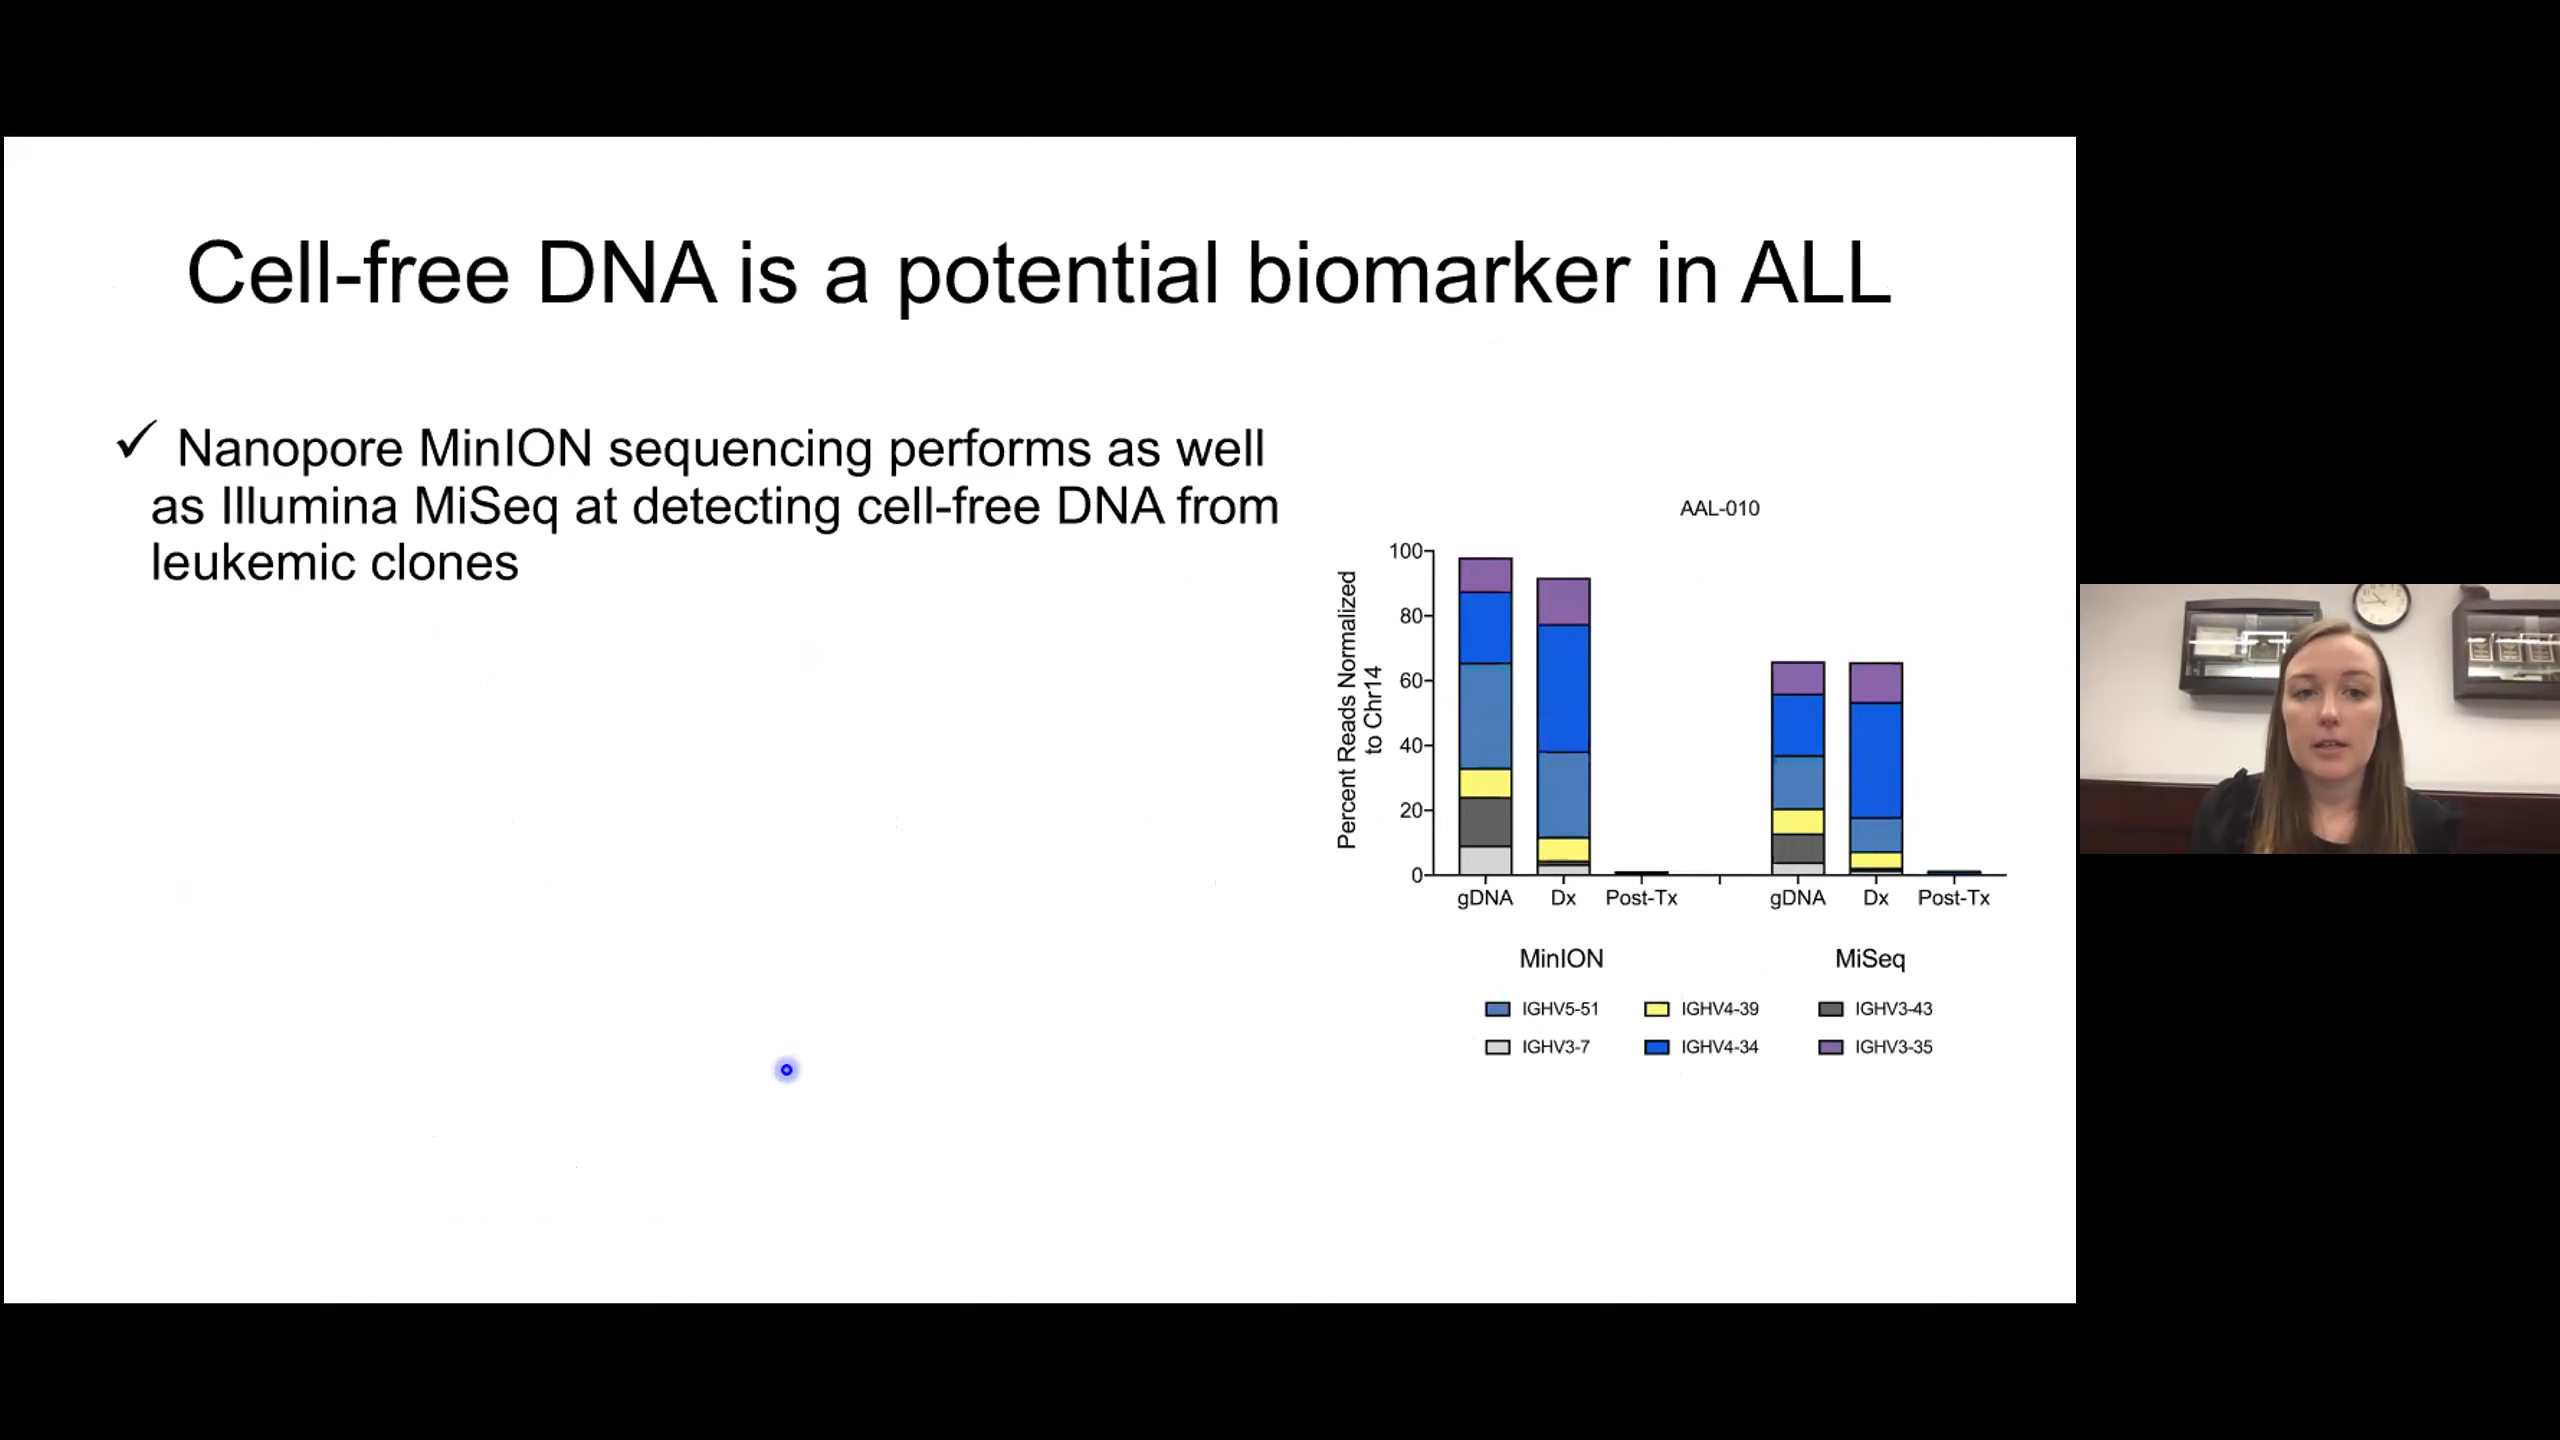 Cell-free DNA is a potential biomarker in ALL
✓ Nanopore MinION sequencing performs as well
as Illumina MiSeq at detecting cell-free DNA from
leukemic clones
AAL-010
Percent Reads Normalized
to Chr14
100
80
60
40
20
0
gDNA Dx Post-Tx gDNA Dx Post-Tx
MinION MiSeq
IGHV5-51 IGHV4-39 IGHV3-43
IGHV3-7 IGHV4-34 IGHV3-35